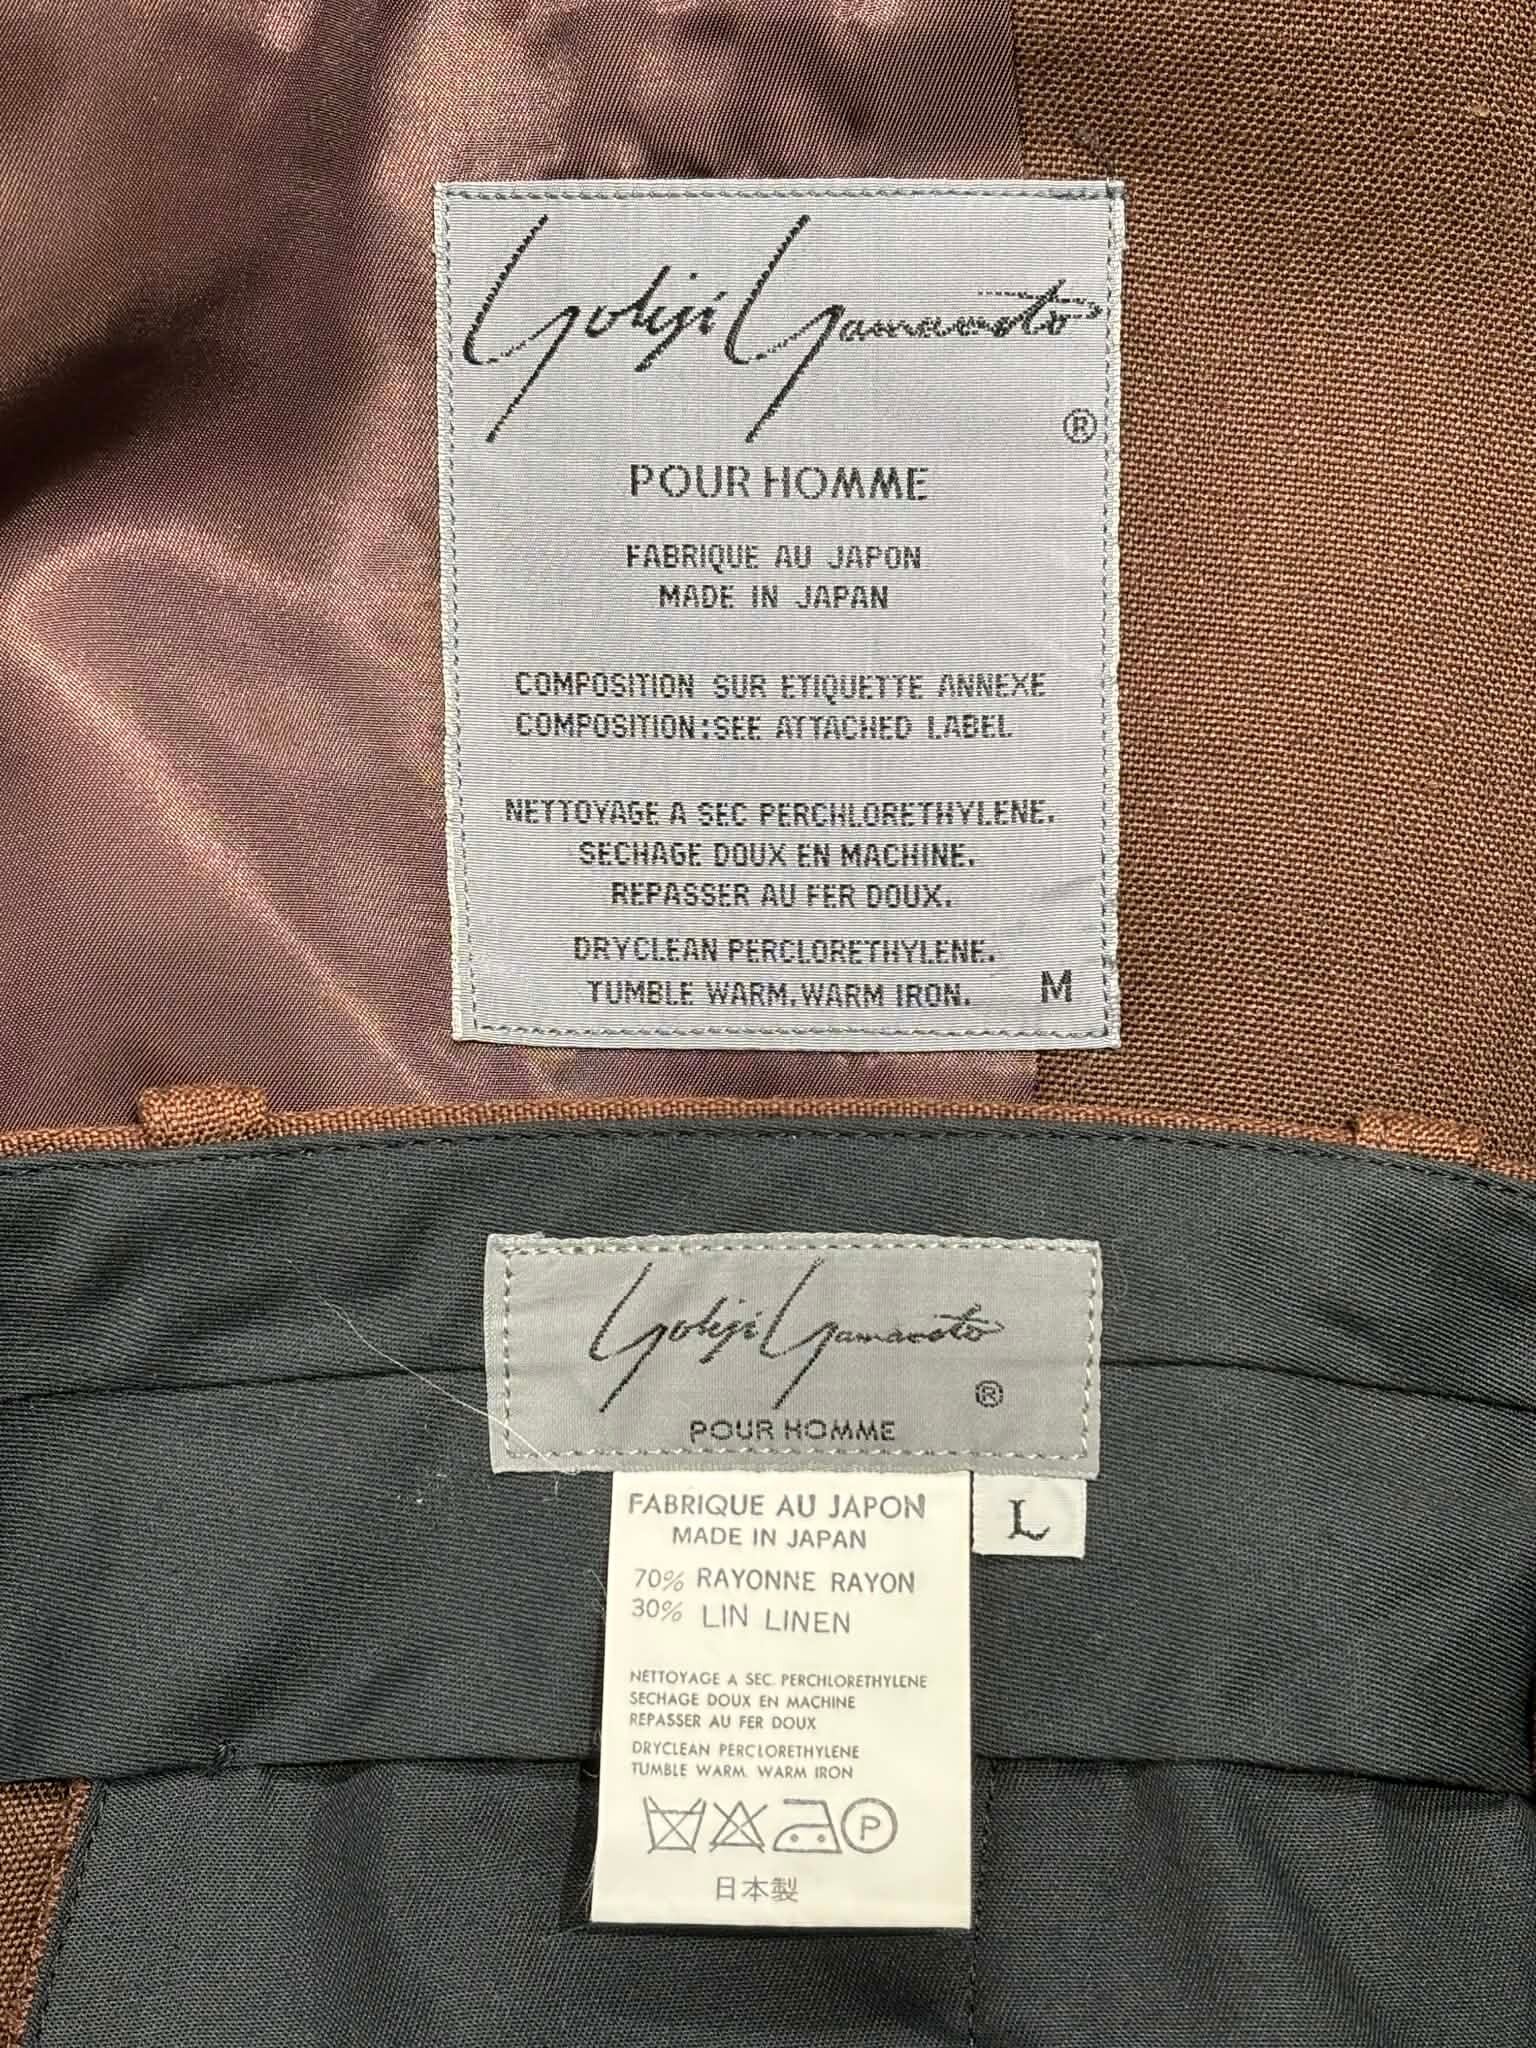 Yohji Yamamoto
®
POUR HOMME
FABRIQUE AU JAPON
MADE IN JAPAN
COMPOSITION SUR ETIQUETTE ANNEXE
COMPOSITION:SEE ATTACHED LABEL
NETTOYAGE A SEC PERCHLORETHYLENE.
SECHAGE DOUX EN MACHINE.
REPASSER AU FER DOUX.
DRYCLEAN PERCLORETHYLENE.
TUMBLE WARM.WARM IRON. M
Yohji Yamamoto
®
POUR HOMME
FABRIQUE AU JAPON
L
MADE IN JAPAN
70% RAYONNE RAYON
30% LIN LINEN
NETTOYAGE A SEC. PERCHLORETHYLENE
SECHAGE DOUX EN MACHINE
REPASSER AU FER DOUX
DRYCLEAN PERCLORETHYLENE
TUMBLE WARM. WARM IRON
P
日本製